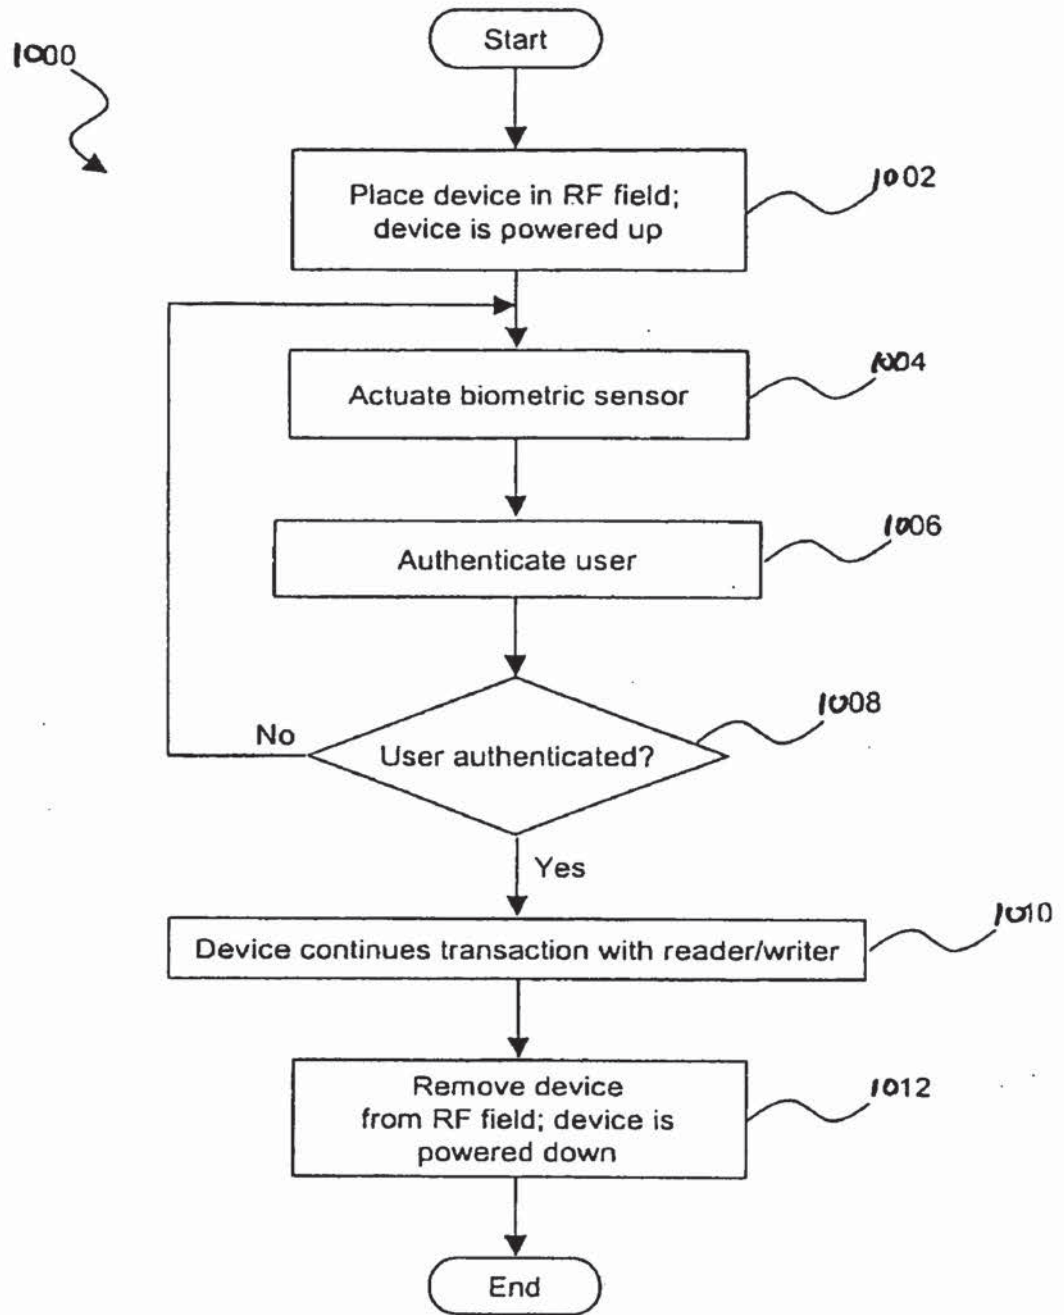 Start
1000
Place device in RF field;
device is powered up
1002
Actuate biometric sensor
1004
Authenticate user
1006
User authenticated?
1008
No
Yes
Device continues transaction with reader/writer
1010
Remove device
from RF field; device is
powered down
1012
End